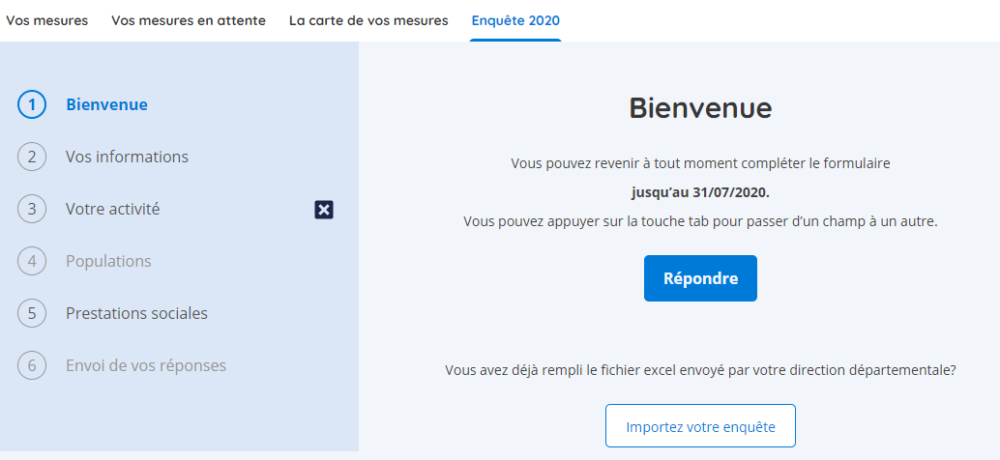 Vos mesures Vos mesures en attente La carte de vos mesures Enquête 2020
1 Bienvenue
2 Vos informations
3 Votre activité
4 Populations
5 Prestations sociales
6 Envoi de vos réponses
Bienvenue
Vous pouvez revenir à tout moment compléter le formulaire
jusqu’au 31/07/2020.
Vous pouvez appuyer sur la touche tab pour passer d’un champ à un autre.
Répondre
Vous avez déjà rempli le fichier excel envoyé par votre direction départementale?
Importez votre enquête